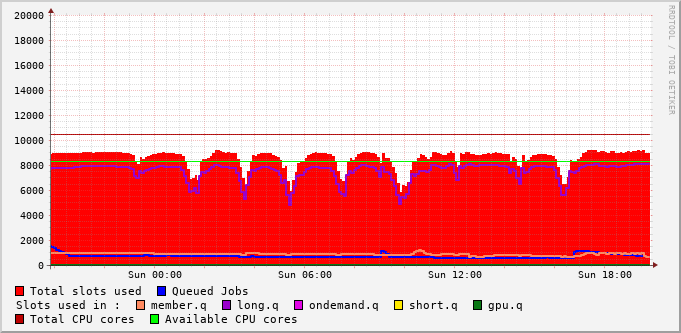 20000
18000
16000
14000
12000
10000
8000
6000
4000
2000
0
Sun 00:00 Sun 06:00 Sun 12:00 Sun 18:00
RRDTOOL / TOBI OETIKER
Total slots used Queued Jobs
Slots used in : member.q long.q ondemand.q short.q gpu.q
Total CPU cores Available CPU cores